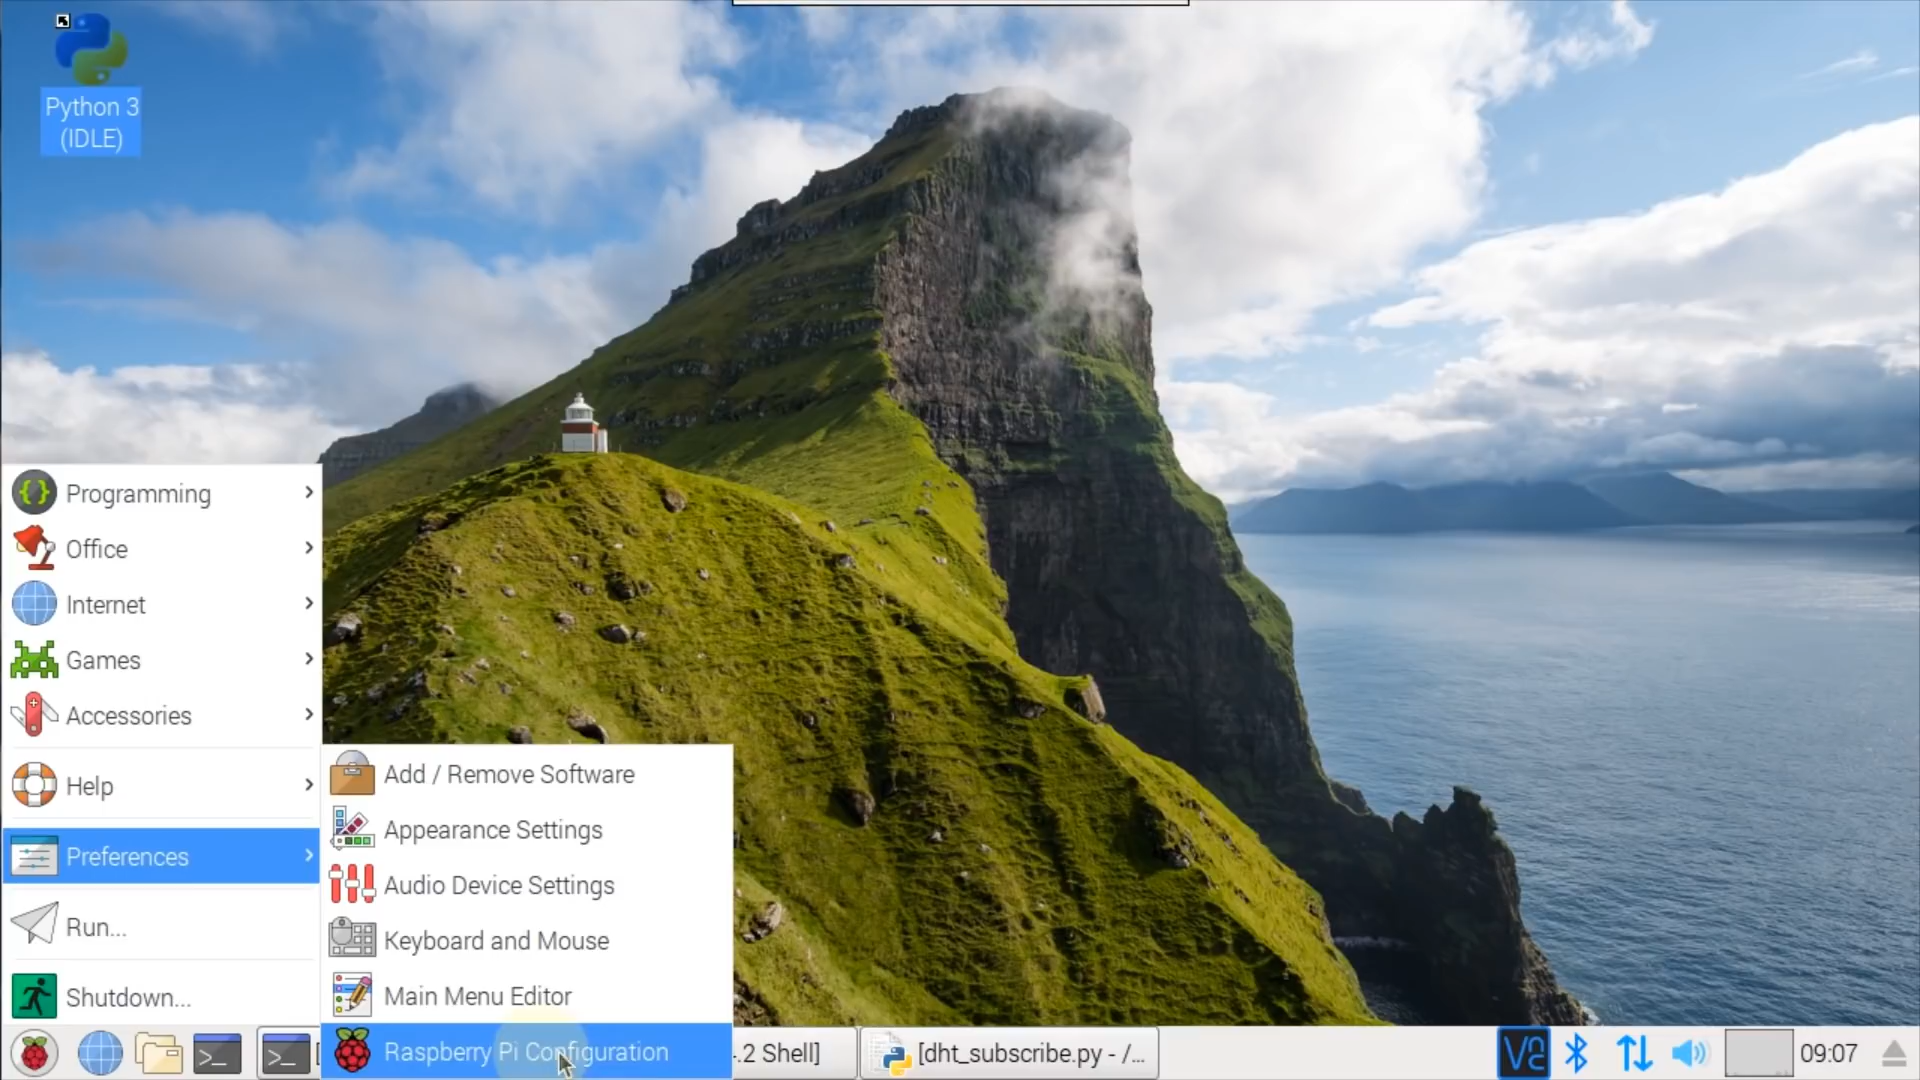 Python 3
(IDLE)
Programming
Office
Internet
Games
Accessories
Help
Preferences
Run...
Shutdown...
Add / Remove Software
Appearance Settings
Audio Device Settings
Keyboard and Mouse
Main Menu Editor
Raspberry Pi Configuration
[
.2 Shell]
[dht_subscribe.py - /...
09:07